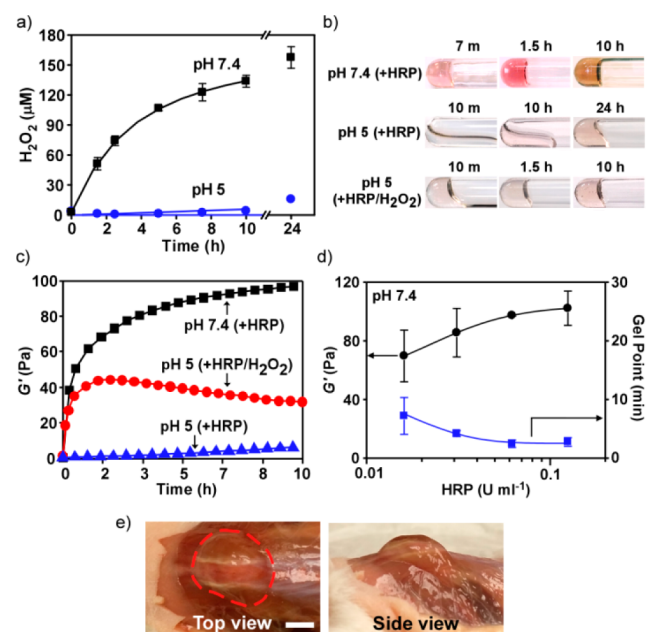 a)
180
150
120
90
60
30
0
H₂O₂ (μM)
pH 7.4
pH 5
0 2 4 6 8 10 24
Time (h)
b)
7 m 1.5 h 10 h
pH 7.4 (+HRP)
10 m 10 h 24 h
pH 5 (+HRP)
10 m 1.5 h 10 h
pH 5
(+HRP/H₂O₂)
c)
100
80
60
40
20
0
G' (Pa)
pH 7.4 (+HRP)
pH 5 (+HRP/H₂O₂)
pH 5 (+HRP)
0 2 3 5 7 8 10
Time (h)
d)
pH 7.4
120
80
40
0
G' (Pa)
30
20
10
0
Gel Point (min)
0.01 0.1
HRP (U ml⁻¹)
e)
Top view
Side view